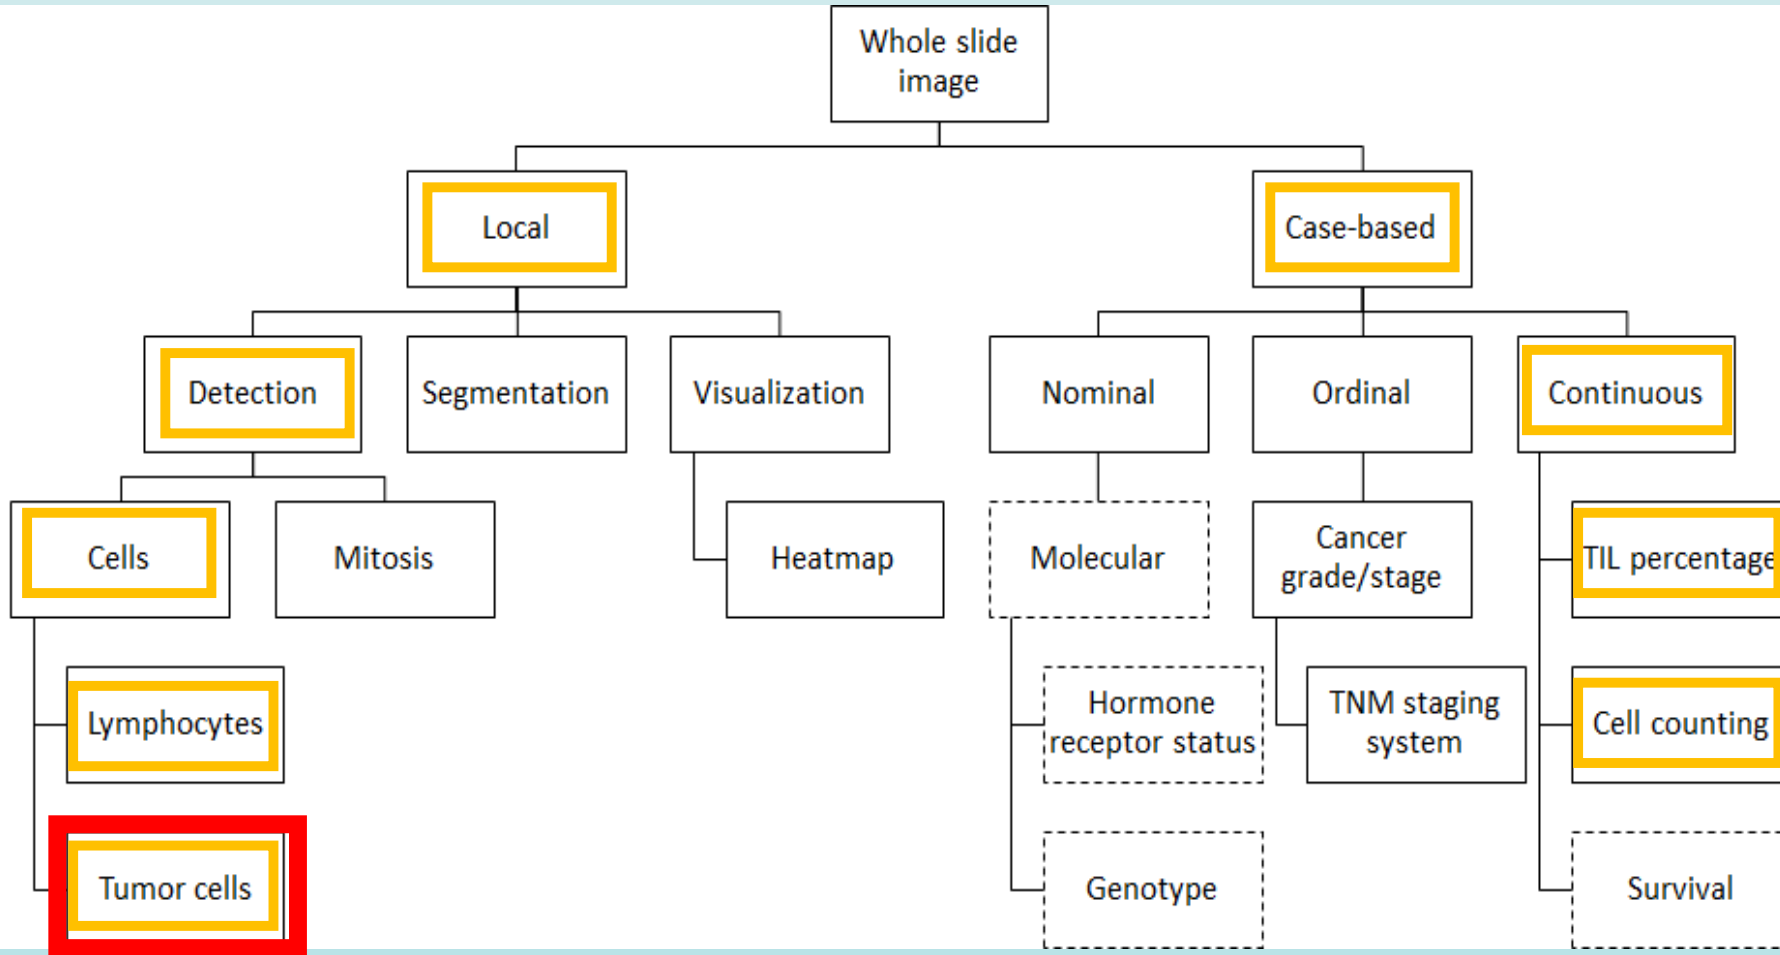 Whole slide
image
Local
Case-based
Detection
Segmentation
Visualization
Nominal
Ordinal
Continuous
Cells
Mitosis
Heatmap
Molecular
Cancer
grade/stage
TIL percentage
Lymphocytes
Hormone
receptor status
TNM staging
system
Cell counting
Tumor cells
Genotype
Survival